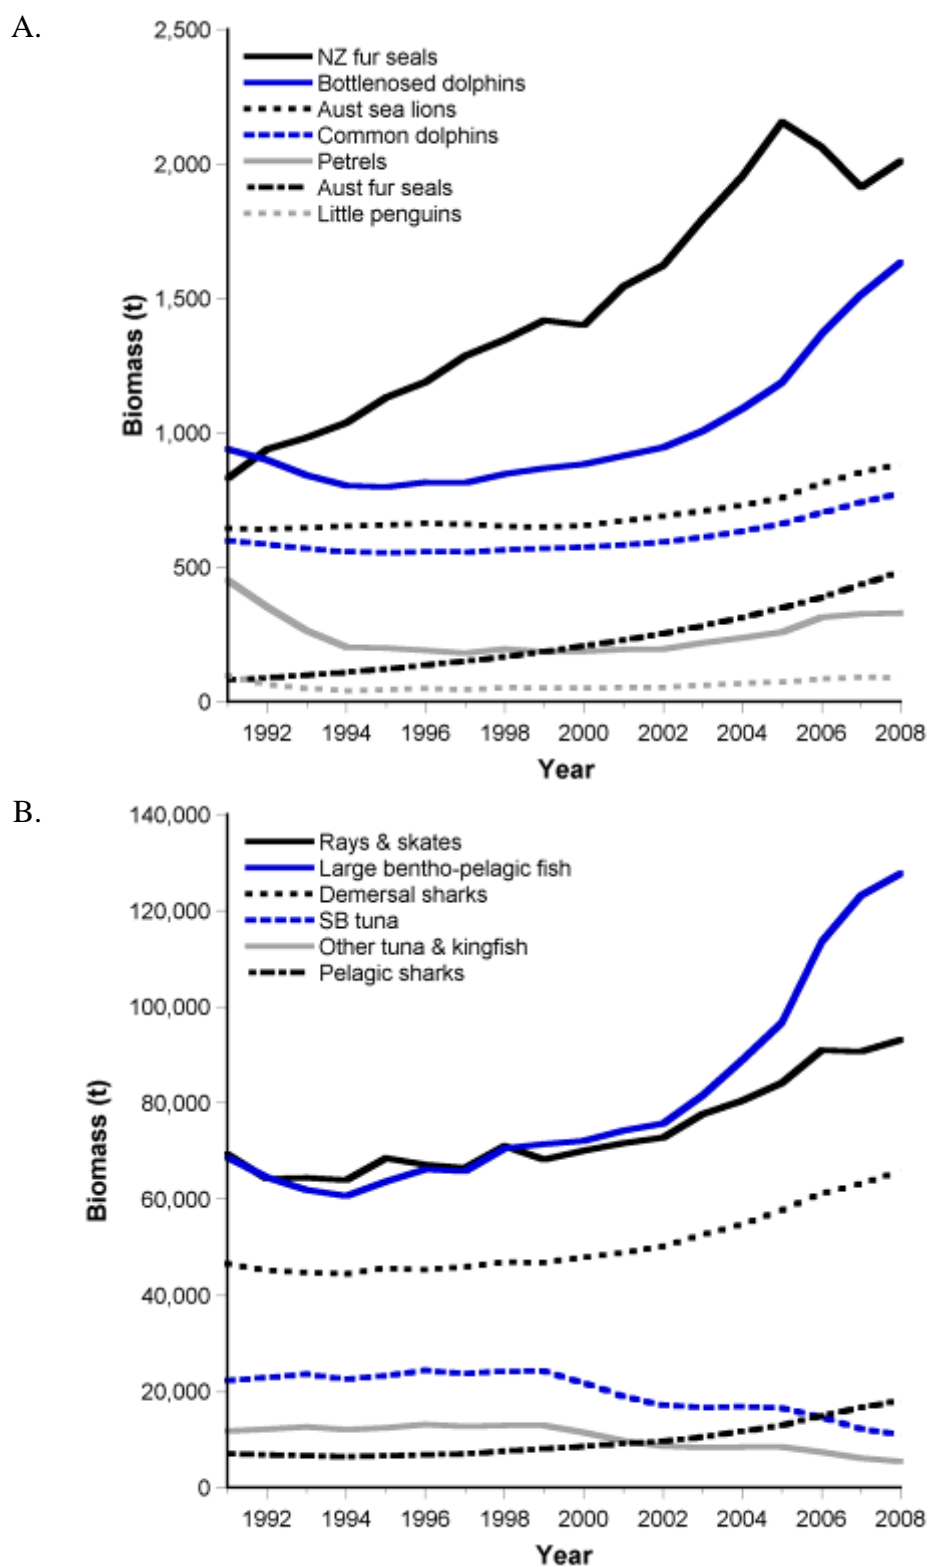 A.
2,500
NZ fur seals
Bottlenosed dolphins
Aust sea lions
Common dolphins
Petrels
Aust fur seals
Little penguins
2,000
1,500
1,000
500
0
Biomass (t)
1992 1994 1996 1998 2000 2002 2004 2006 2008
Year
B.
140,000
Rays & skates
Large bentho-pelagic fish
Demersal sharks
SB tuna
Other tuna & kingfish
Pelagic sharks
120,000
100,000
80,000
60,000
40,000
20,000
0
Biomass (t)
1992 1994 1996 1998 2000 2002 2004 2006 2008
Year